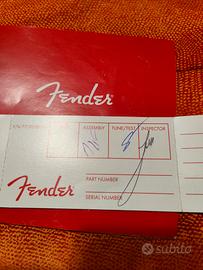 Fender
ASSEMBLY TUNE/TEST INSPECTOR
Fender
PART NUMBER
SERIAL NUMBER
subito